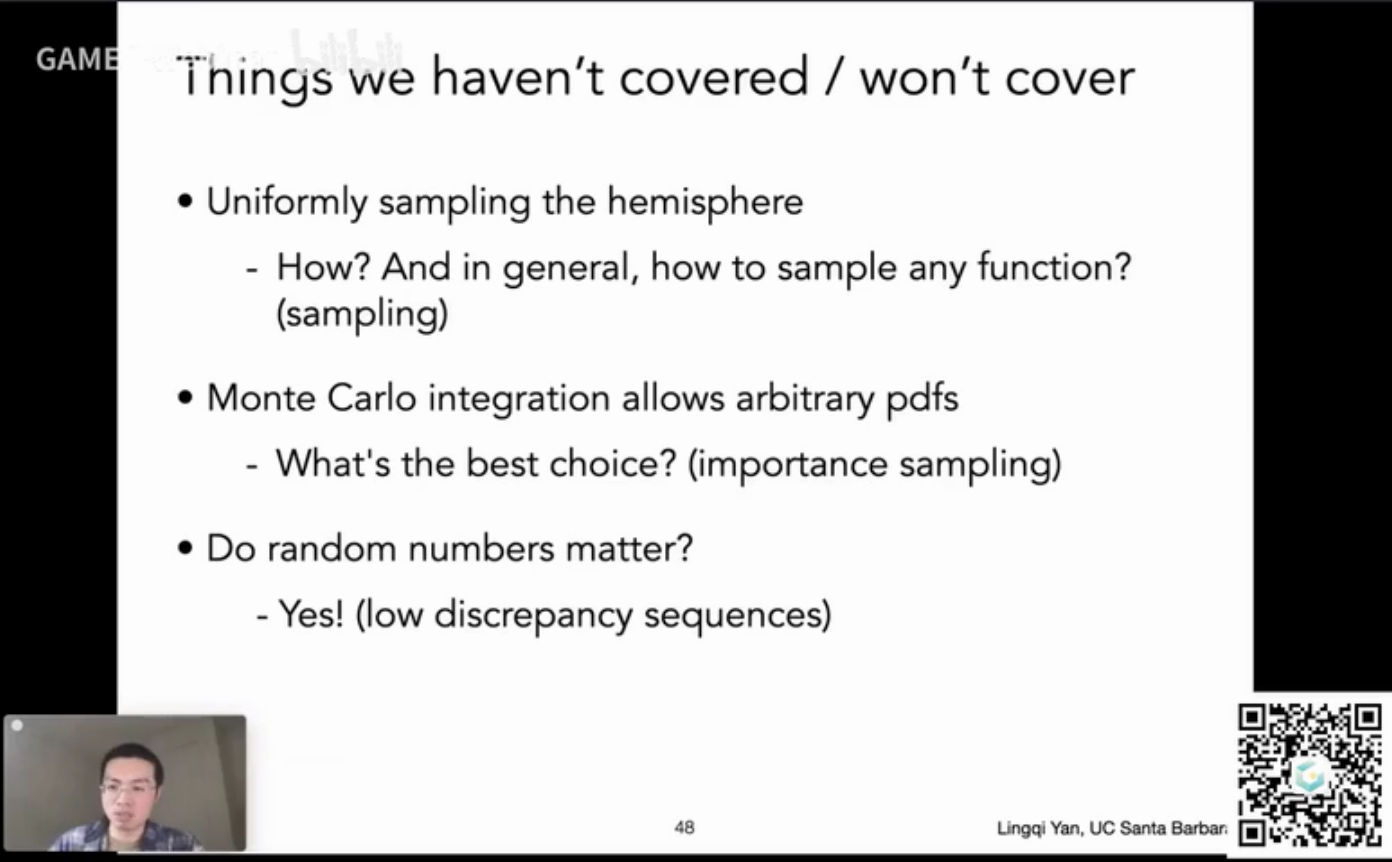 GAME
Things we haven't covered / won't cover
• Uniformly sampling the hemisphere
- How? And in general, how to sample any function?
(sampling)
• Monte Carlo integration allows arbitrary pdfs
- What's the best choice? (importance sampling)
• Do random numbers matter?
- Yes! (low discrepancy sequences)
48
Lingqi Yan, UC Santa Barbar